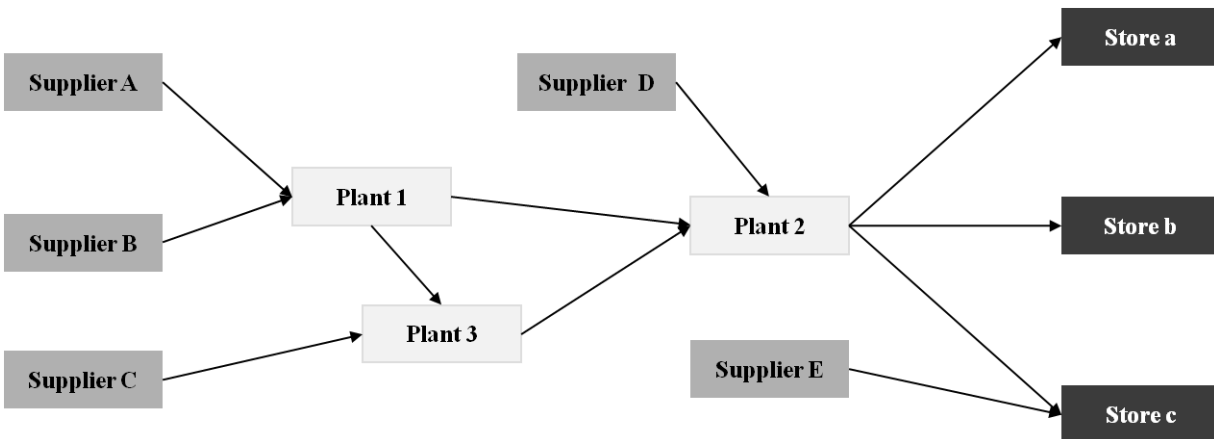 Store a
Supplier A
Supplier D
Plant 1
Plant 2
Store b
Supplier B
Plant 3
Supplier C
Supplier E
Store c